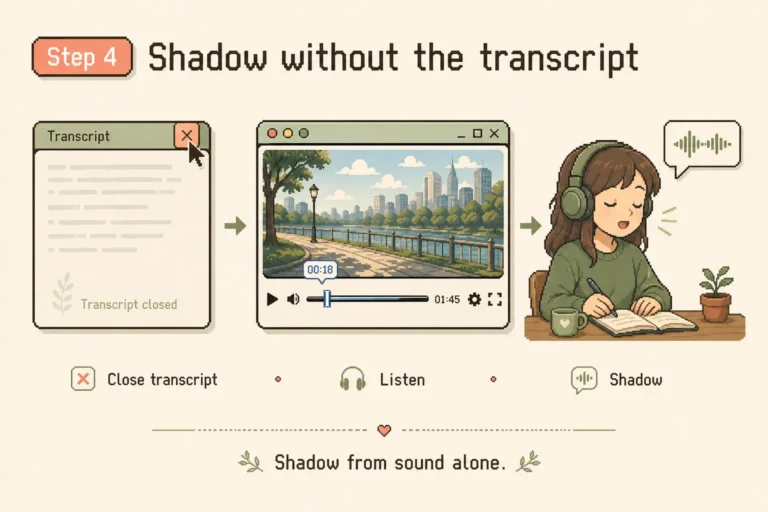 Step 4
Shadow without the transcript
Transcript
Transcript closed
00:18
01:45
Close transcript
Listen
Shadow
Shadow from sound alone.